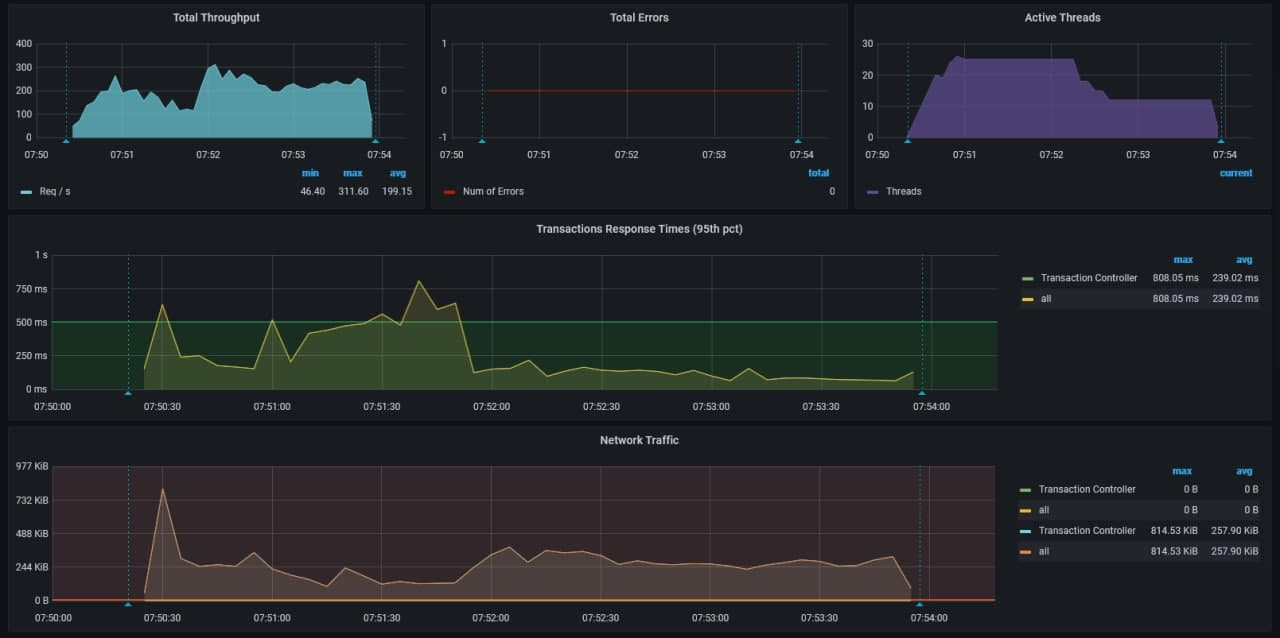 Total Throughput
400
300
200
100
0
07:50 07:51 07:52 07:53 07:54
min max avg
Req / s 46.40 311.60 199.15
Total Errors
1
0
-1
07:50 07:51 07:52 07:53 07:54
total
Num of Errors 0
Active Threads
30
20
10
0
07:50 07:51 07:52 07:53 07:54
current
Threads
Transactions Response Times (95th pct)
1 s
750 ms
500 ms
250 ms
0 ms
07:50:00 07:50:30 07:51:00 07:51:30 07:52:00 07:52:30 07:53:00 07:53:30 07:54:00
max avg
Transaction Controller 808.05 ms 239.02 ms
all 808.05 ms 239.02 ms
Network Traffic
977 KiB
732 KiB
488 KiB
244 KiB
0 B
07:50:00 07:50:30 07:51:00 07:51:30 07:52:00 07:52:30 07:53:00 07:53:30 07:54:00
max avg
Transaction Controller 0 B 0 B
all 0 B 0 B
Transaction Controller 814.53 KiB 257.90 KiB
all 814.53 KiB 257.90 KiB